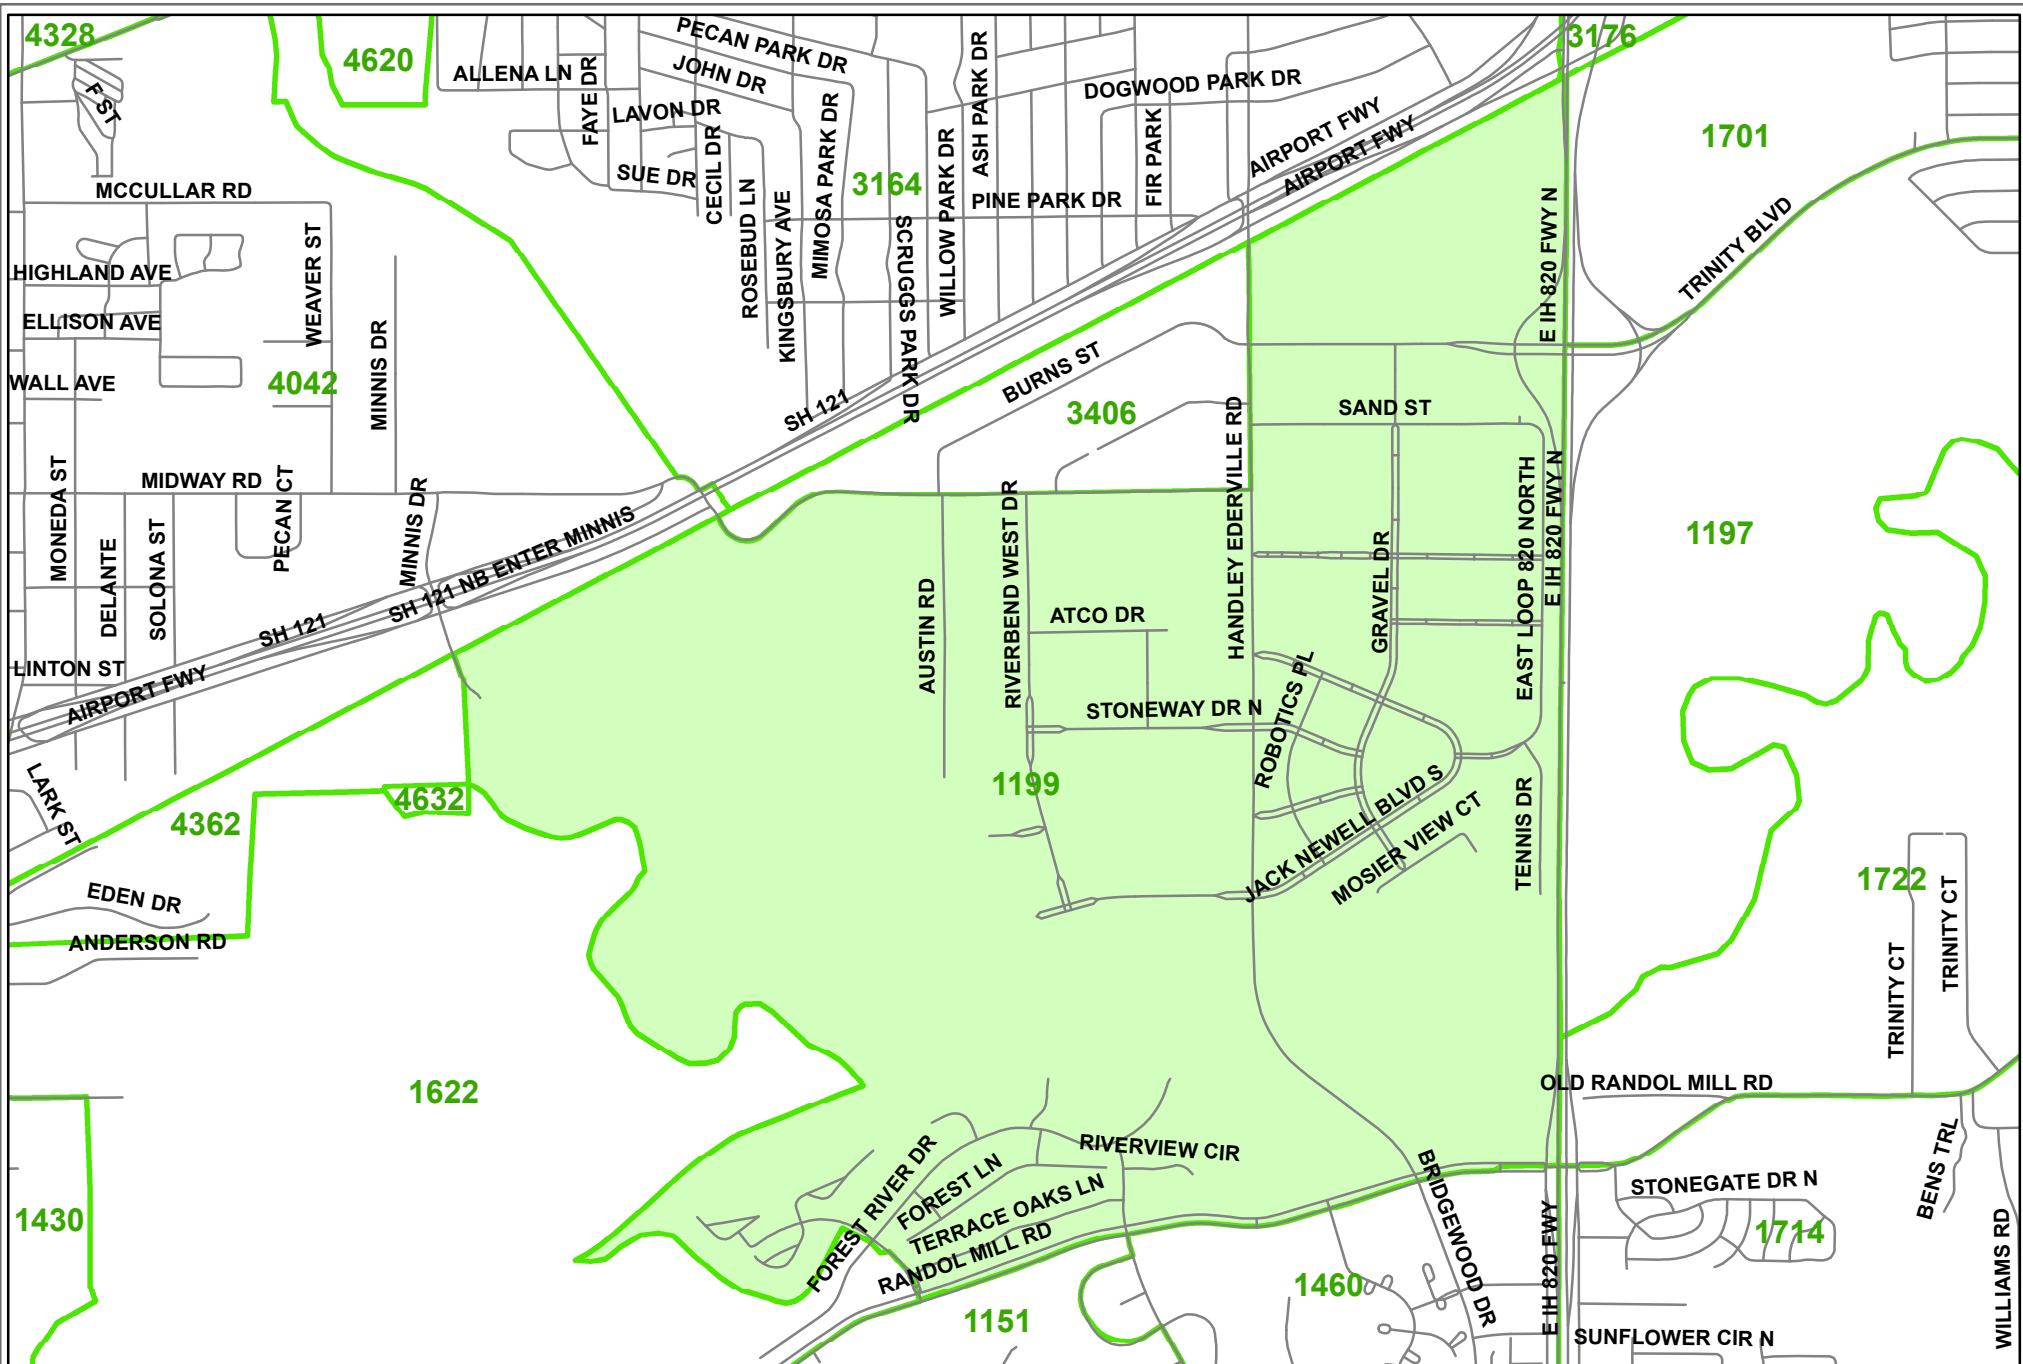 4328
4620
3176
PECAN PARK DR
ALLENA LN
FAYE DR
JOHN DR
ASH PARK DR
DOGWOOD PARK DR
F ST
LAVON DR
CECIL DR
MIMOSA PARK DR
WILLOW PARK DR
FIR PARK
AIRPORT FWY
AIRPORT FWY
1701
MCCULLAR RD
SUE DR
ROSEBUD LN
KINGSBURY AVE
3164
SCRUGGS PARK DR
PINE PARK DR
E IH 820 FWY N
TRINITY BLVD
HIGHLAND AVE
WEAVER ST
ELLISON AVE
MINNIS DR
WALL AVE
4042
SH 121
BURNS ST
3406
HANDLEY EDERVILLE RD
SAND ST
MONEDA ST
MIDWAY RD
PECAN CT
MINNIS DR
SH 121 NB ENTER MINNIS
RIVERBEND WEST DR
GRAVEL DR
EAST LOOP 820 NORTH
E IH 820 FWY N
1197
DELANTE
SOLONA ST
SH 121
AUSTIN RD
ATCO DR
LINTON ST
AIRPORT FWY
STONEWAY DR N
ROBOTICS PL
LARK ST
4362
4632
1199
JACK NEWELL BLVD S
MOSIER VIEW CT
TENNIS DR
1722
EDEN DR
ANDERSON RD
TRINITY CT
TRINITY CT
1622
OLD RANDOL MILL RD
FOREST RIVER DR
FOREST LN
RIVERVIEW CIR
TERRACE OAKS LN
RANDOL MILL RD
BRIDGEWOOD DR
E IH 820 FWY
STONEGATE DR N
BENS TRL
1430
1714
WILLIAMS RD
1460
1151
SUNFLOWER CIR N